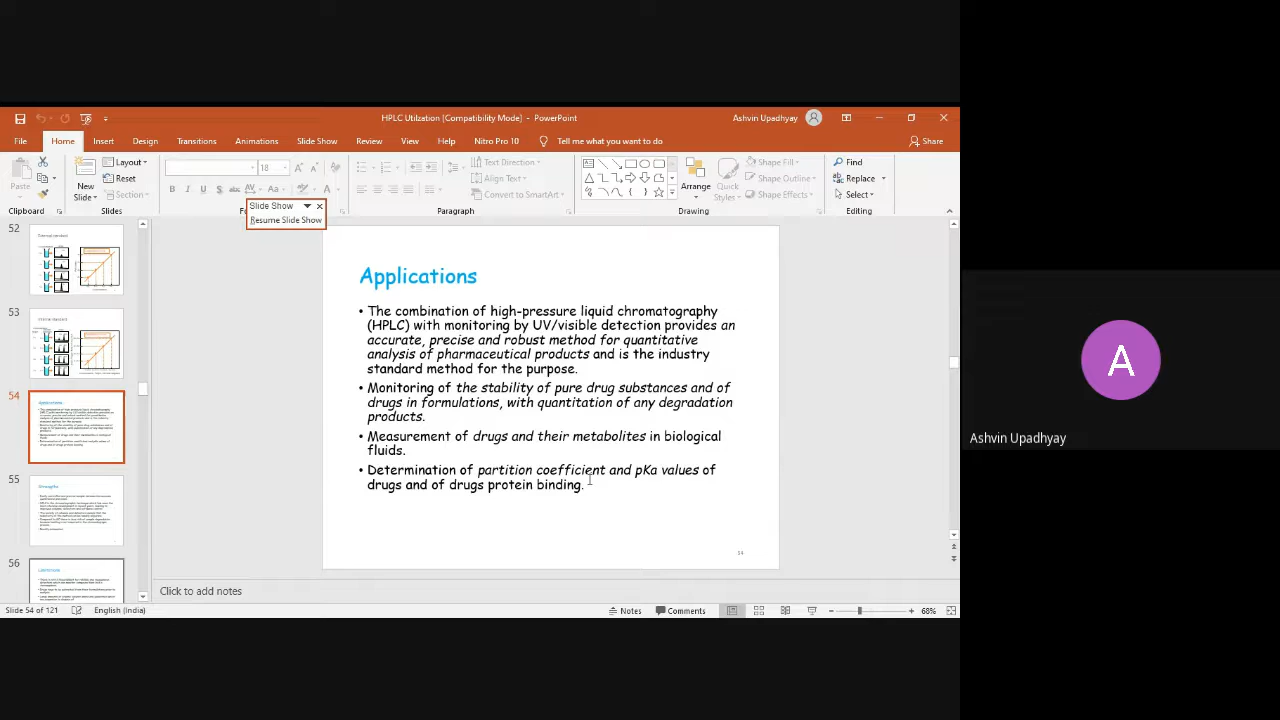 HPLC Utilzation [Compatibility Mode] - PowerPoint
Ashvin Upadhyay
File Home Insert Design Transitions Animations Slide Show Review View Help Nitro Pro 10 Tell me what you want to do
Share
Paste
New
Slide
Layout
Reset
Section
18
Text Direction
Align Text
Convert to SmartArt
Arrange
Quick
Styles
Shape Fill
Shape Outline
Shape Effects
Find
Replace
Select
Clipboard
Slides
Paragraph
Drawing
Editing
Slide Show
Resume Slide Show
52
53
54
Applications
55
Strengths
56
Applications
• The combination of high-pressure liquid chromatography
(HPLC) with monitoring by UV/visible detection provides an
accurate, precise and robust method for quantitative
analysis of pharmaceutical products and is the industry
standard method for the purpose.
• Monitoring of the stability of pure drug substances and of
drugs in formulations, with quantitation of any degradation
products.
• Measurement of drugs and their metabolites in biological
fluids.
• Determination of partition coefficient and pKa values of
drugs and of drugs protein binding.
54
Click to add notes
Slide 54 of 121
English (India)
Notes
Comments
68%
A
Ashvin Upadhyay